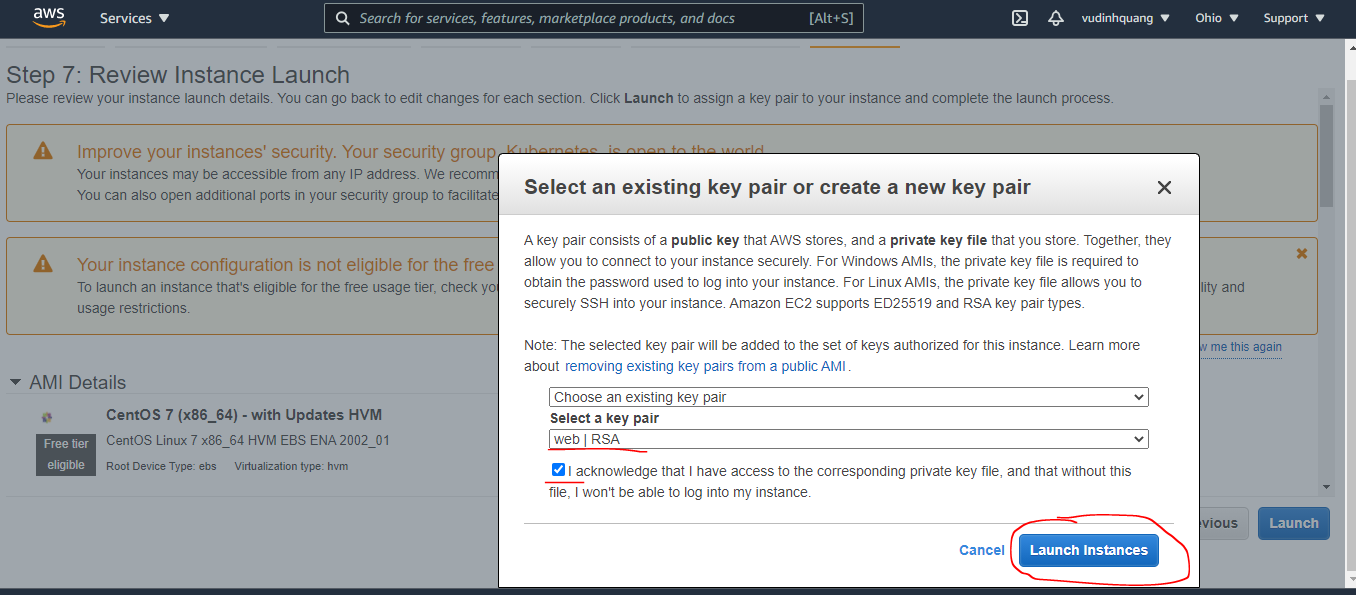 aws
Services
Search for services, features, marketplace products, and docs
[Alt+S]
vudinhquang
Ohio
Support
Step 7: Review Instance Launch
Please review your instance launch details. You can go back to edit changes for each section. Click Launch to assign a key pair to your instance and complete the launch process.
Improve your instances' security. Your security group, Kubernetes, is open to the world.
Your instances may be accessible from any IP address. We recomm
You can also open additional ports in your security group to facilitate
Your instance configuration is not eligible for the free
To launch an instance that's eligible for the free usage tier, check you
lity and
usage restrictions.
w me this again
AMI Details
CentOS 7 (x86_64) - with Updates HVM
Free tier
eligible
CentOS Linux 7 x86_64 HVM EBS ENA 2002_01
Root Device Type: ebs Virtualization type: hvm
Select an existing key pair or create a new key pair
A key pair consists of a public key that AWS stores, and a private key file that you store. Together, they
allow you to connect to your instance securely. For Windows AMIs, the private key file is required to
obtain the password used to log into your instance. For Linux AMIs, the private key file allows you to
securely SSH into your instance. Amazon EC2 supports ED25519 and RSA key pair types.
Note: The selected key pair will be added to the set of keys authorized for this instance. Learn more
about removing existing key pairs from a public AMI.
Choose an existing key pair
Select a key pair
web | RSA
I acknowledge that I have access to the corresponding private key file, and that without this
file, I won't be able to log into my instance.
Cancel
Launch Instances
vious
Launch